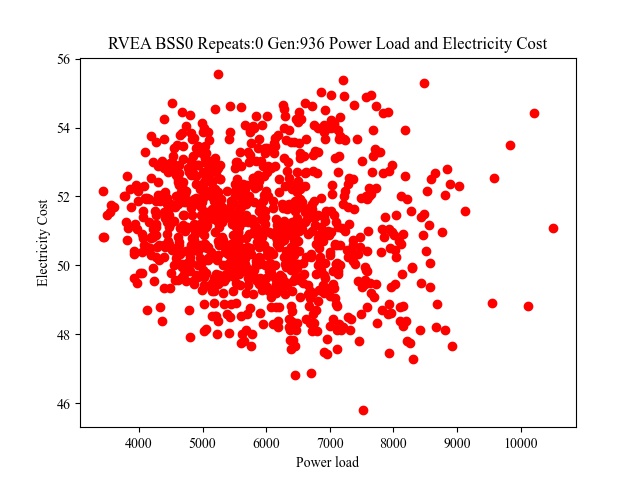 RVEA BSS0 Repeats:0 Gen:936 Power Load and Electricity Cost
56
54
52
50
48
46
Electricity Cost
4000 5000 6000 7000 8000 9000 10000
Power load